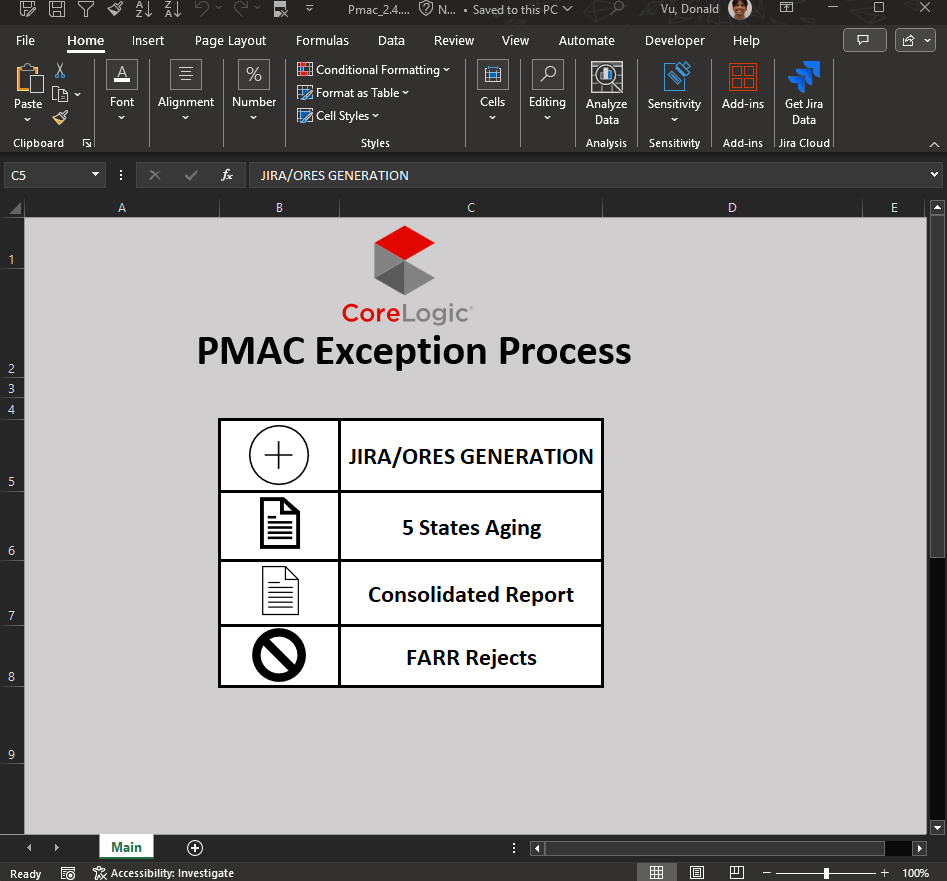 Pmac_2.4.... N... • Saved to this PC Vu, Donald
File Home Insert Page Layout Formulas Data Review View Automate Developer Help
Paste Font Alignment Number Conditional Formatting Cells Editing Analyze Data Sensitivity Add-ins Get Jira Data
Format as Table
Cell Styles
Clipboard Styles Analysis Sensitivity Add-ins Jira Cloud
C5 fx JIRA/ORES GENERATION
A B C D E
1
CoreLogic
2 PMAC Exception Process
3
4
5 JIRA/ORES GENERATION
6 5 States Aging
7 Consolidated Report
8 FARR Rejects
9
Main
Ready Accessibility: Investigate 100%